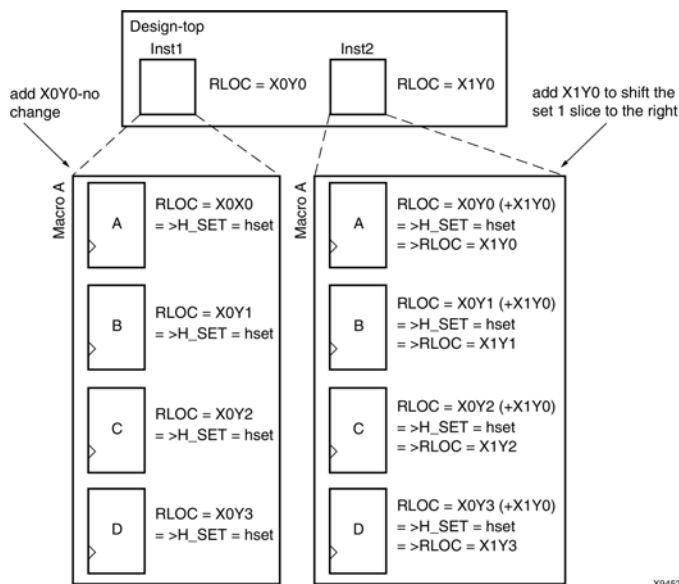 Design-top
Inst1
Inst2
RLOC = X0Y0
RLOC = X1Y0
add X0Y0-no
change
add X1Y0 to shift the
set 1 slice to the right
Macro A
A
RLOC = X0X0
= >H_SET = hset
B
RLOC = X0Y1
= >H_SET = hset
C
RLOC = X0Y2
= >H_SET = hset
D
RLOC = X0Y3
= >H_SET = hset
Macro A
A
RLOC = X0Y0 (+X1Y0)
= >H_SET = hset
= >RLOC = X1Y0
B
RLOC = X0Y1 (+X1Y0)
= >H_SET = hset
= >RLOC = X1Y1
C
RLOC = X0Y2 (+X1Y0)
= >H_SET = hset
= >RLOC = X1Y2
D
RLOC = X0Y3 (+X1Y0)
= >H_SET = hset
= >RLOC = X1Y3